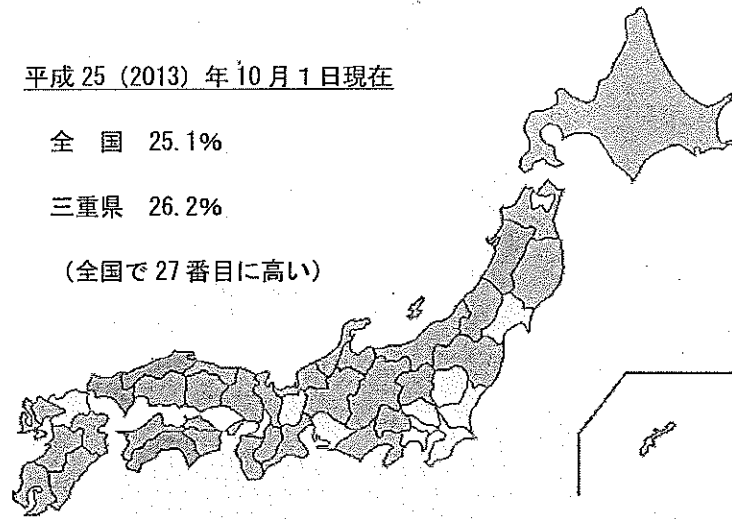 平成 25 (2013) 年 10 月 1 日現在
全　国　25.1%
三重県　26.2%
（全国で 27 番目に高い）